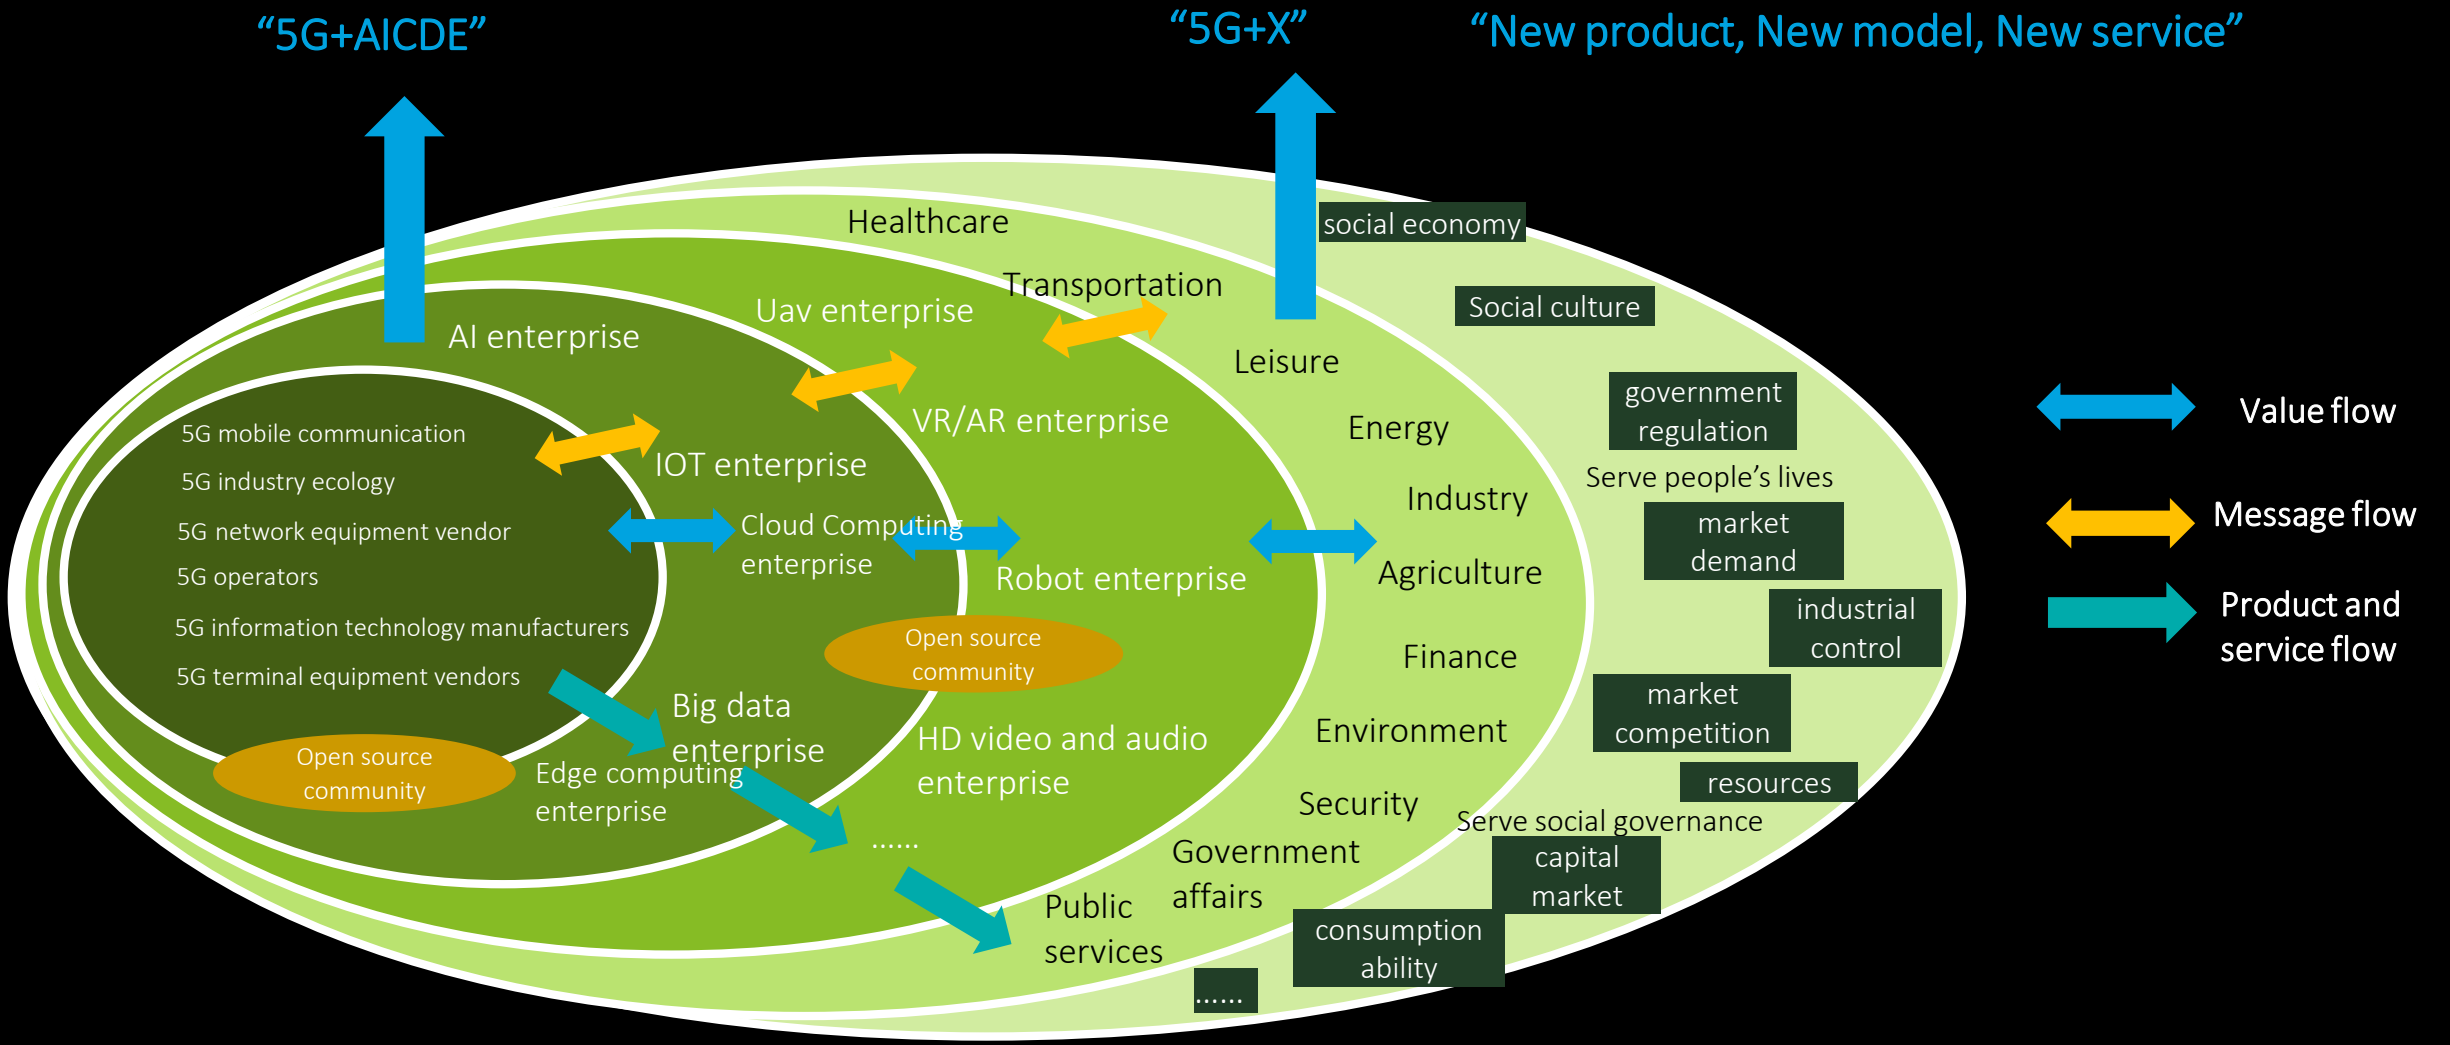 “5G+AICDE”
“5G+X”
“New product, New model, New service”
Healthcare
Transportation
Leisure
Energy
Industry
Agriculture
Finance
Environment
Security
Government
affairs
Public
services
Uav enterprise
VR/AR enterprise
Robot enterprise
Open source
community
HD video and audio
enterprise
......
AI enterprise
IOT enterprise
Cloud Computing
enterprise
Big data
enterprise
Edge computing
enterprise
5G mobile communication
5G industry ecology
5G network equipment vendor
5G operators
5G information technology manufacturers
5G terminal equipment vendors
Open source
community
social economy
Social culture
government
regulation
Serve people’s lives
market
demand
industrial
control
market
competition
resources
Serve social governance
capital
market
consumption
ability
......
Value flow
Message flow
Product and
service flow